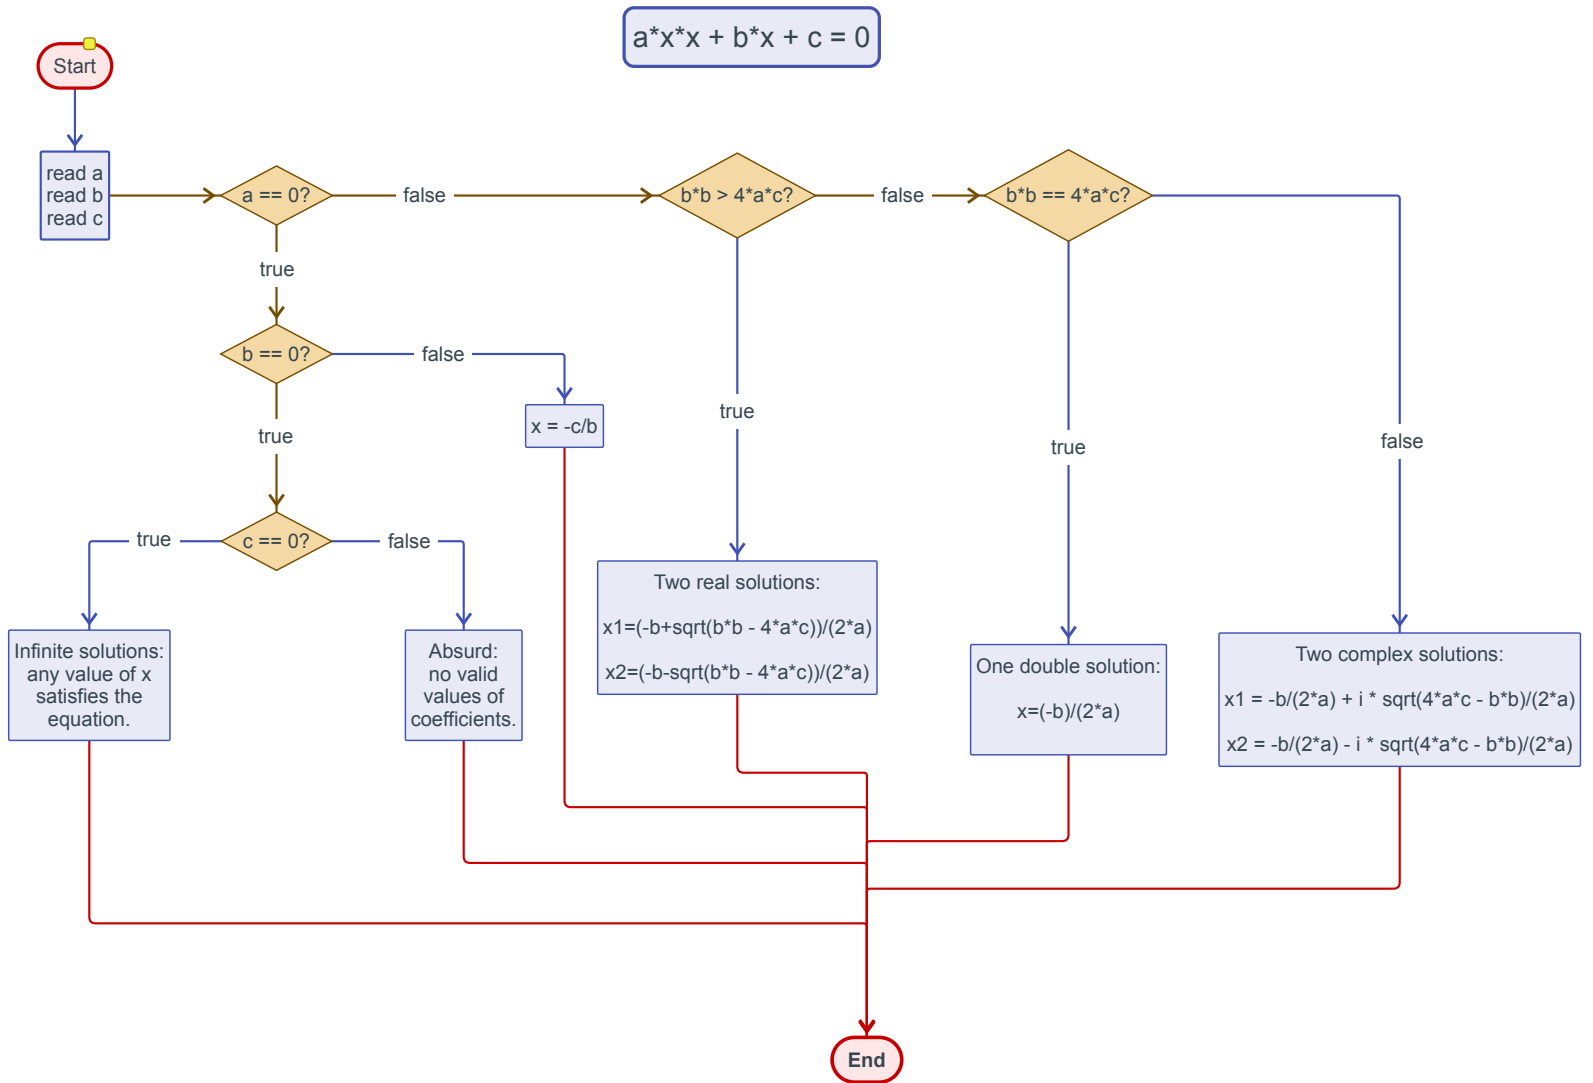 a*x*x + b*x + c = 0
Start
read a
read b
read c
a == 0?
false
b*b > 4*a*c?
false
b*b == 4*a*c?
true
b == 0?
false
x = -c/b
true
true
true
false
true
c == 0?
false
Infinite solutions:
any value of x
satisfies the
equation.
Absurd:
no valid
values of
coefficients.
Two real solutions:
x1=(-b+sqrt(b*b - 4*a*c))/(2*a)
x2=(-b-sqrt(b*b - 4*a*c))/(2*a)
One double solution:
x=(-b)/(2*a)
Two complex solutions:
x1 = -b/(2*a) + i * sqrt(4*a*c - b*b)/(2*a)
x2 = -b/(2*a) - i * sqrt(4*a*c - b*b)/(2*a)
End